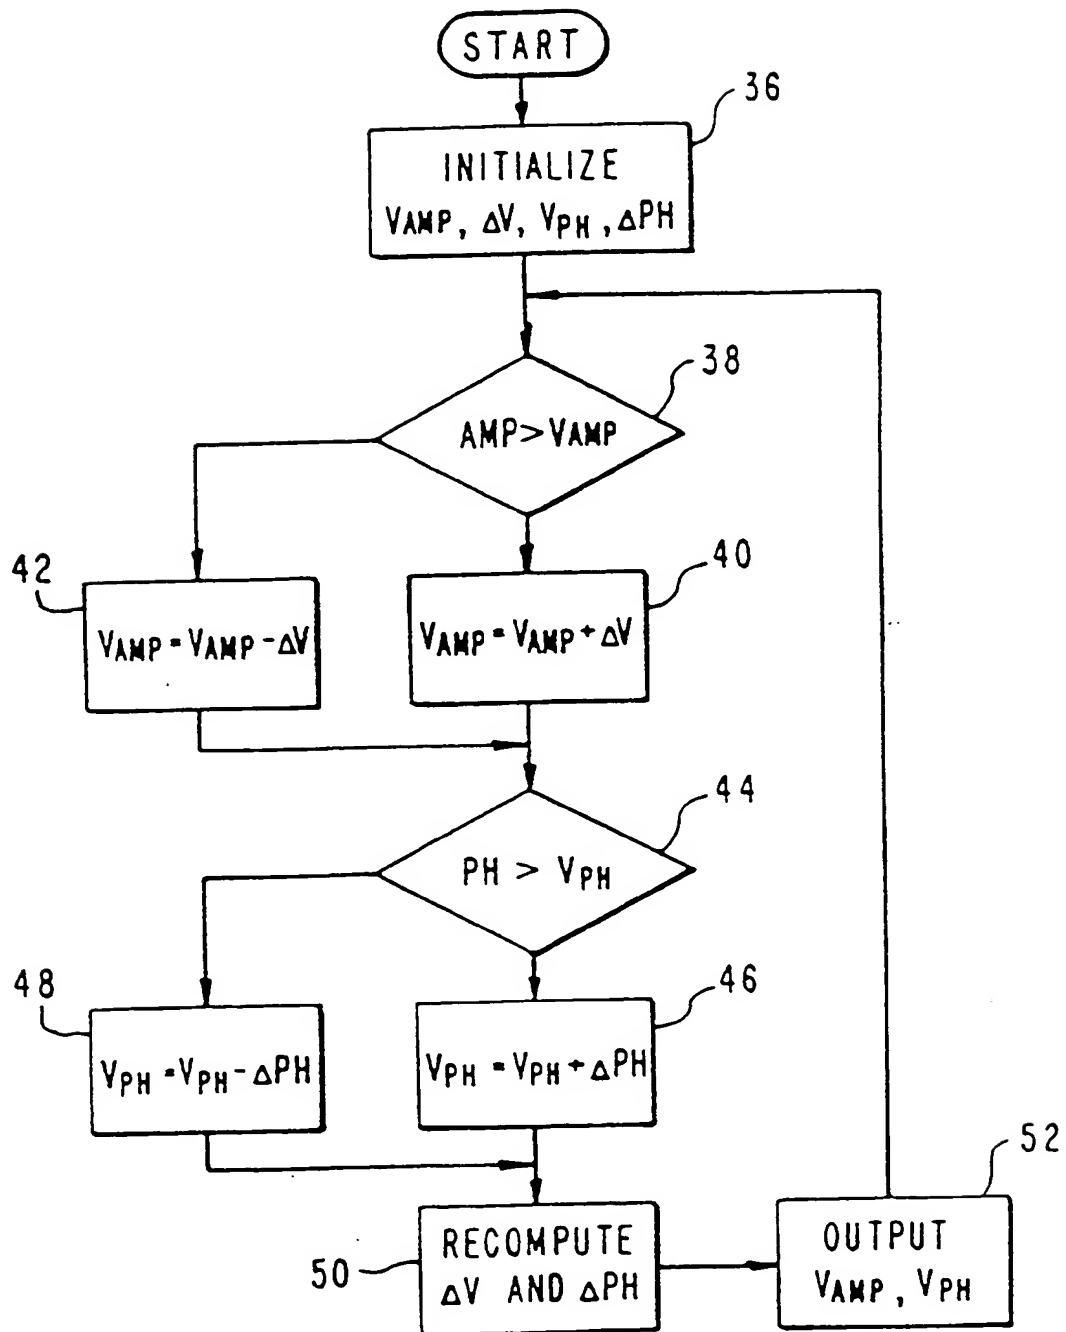 START
36
INITIALIZE
VAMP, ΔV, VPH, ΔPH
38
AMP > VAMP
42
40
VAMP = VAMP - ΔV
VAMP = VAMP + ΔV
44
PH > VPH
48
46
VPH = VPH - ΔPH
VPH = VPH + ΔPH
52
50
RECOMPUTE
ΔV AND ΔPH
OUTPUT
VAMP, VPH